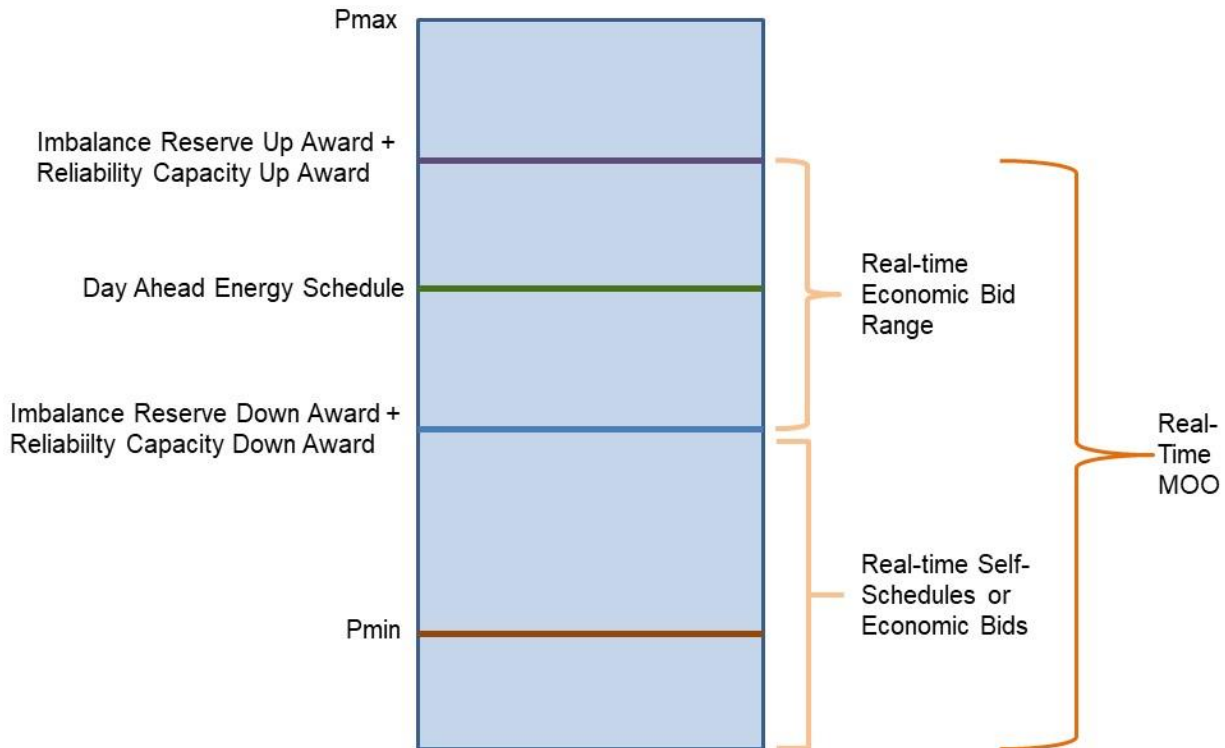 Pmax
Imbalance Reserve Up Award +
Reliability Capacity Up Award
Day Ahead Energy Schedule
Imbalance Reserve Down Award +
Reliabiilty Capacity Down Award
Pmin
Real-time
Economic Bid
Range
Real-time Self-
Schedules or
Economic Bids
Real-
Time
MOO